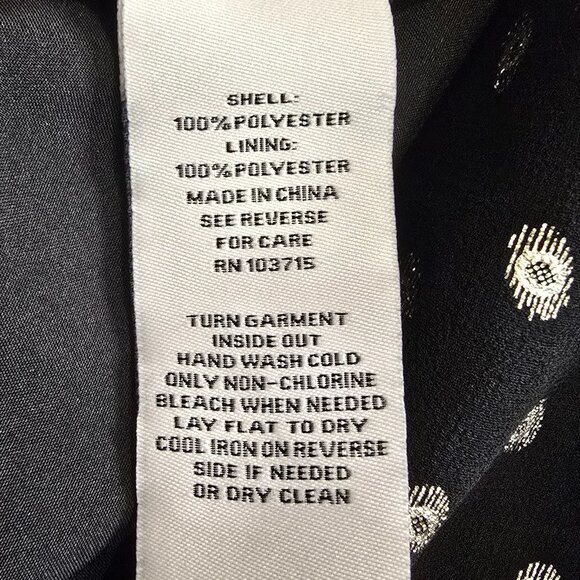 SHELL:
100% POLYESTER
LINING:
100% POLYESTER
MADE IN CHINA
SEE REVERSE
FOR CARE
RN 103715
TURN GARMENT
INSIDE OUT
HAND WASH COLD
ONLY NON-CHLORINE
BLEACH WHEN NEEDED
LAY FLAT TO DRY
COOL IRON ON REVERSE
SIDE IF NEEDED
OR DRY CLEAN